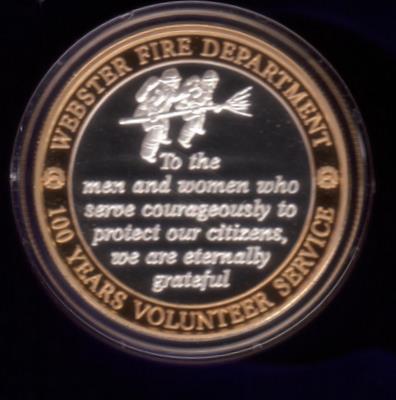 WEBSTER FIRE DEPARTMENT
To the
men and women who
serve courageously to
protect our citizens,
we are eternally
grateful
100 YEARS VOLUNTEER SERVICE